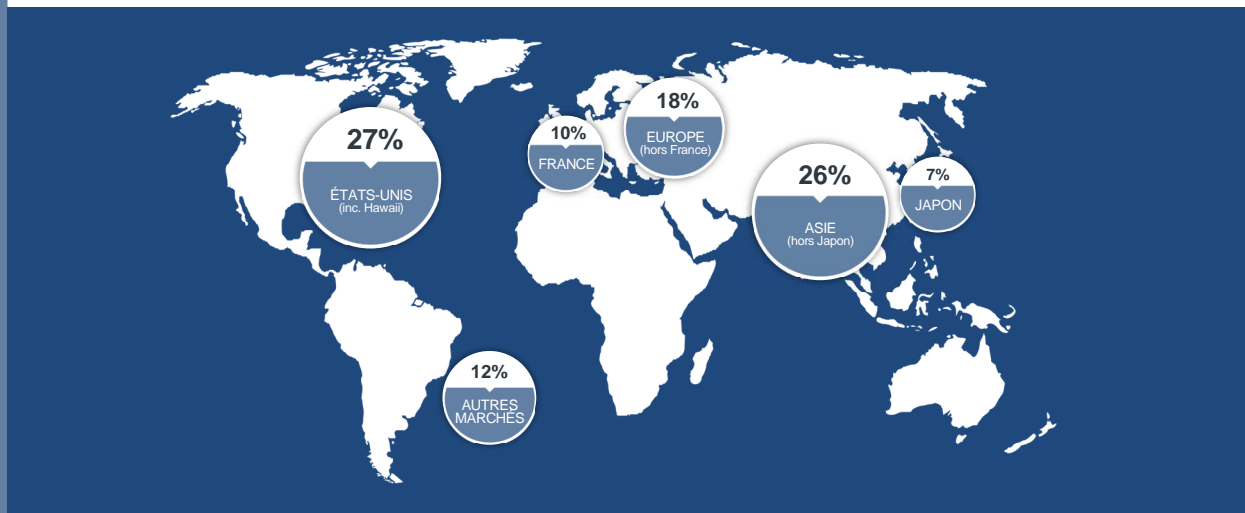 27%
ÉTATS-UNIS
(inc. Hawaii)
10%
FRANCE
18%
EUROPE
(hors France)
26%
ASIE
(hors Japon)
7%
JAPON
12%
AUTRES
MARCHÉS